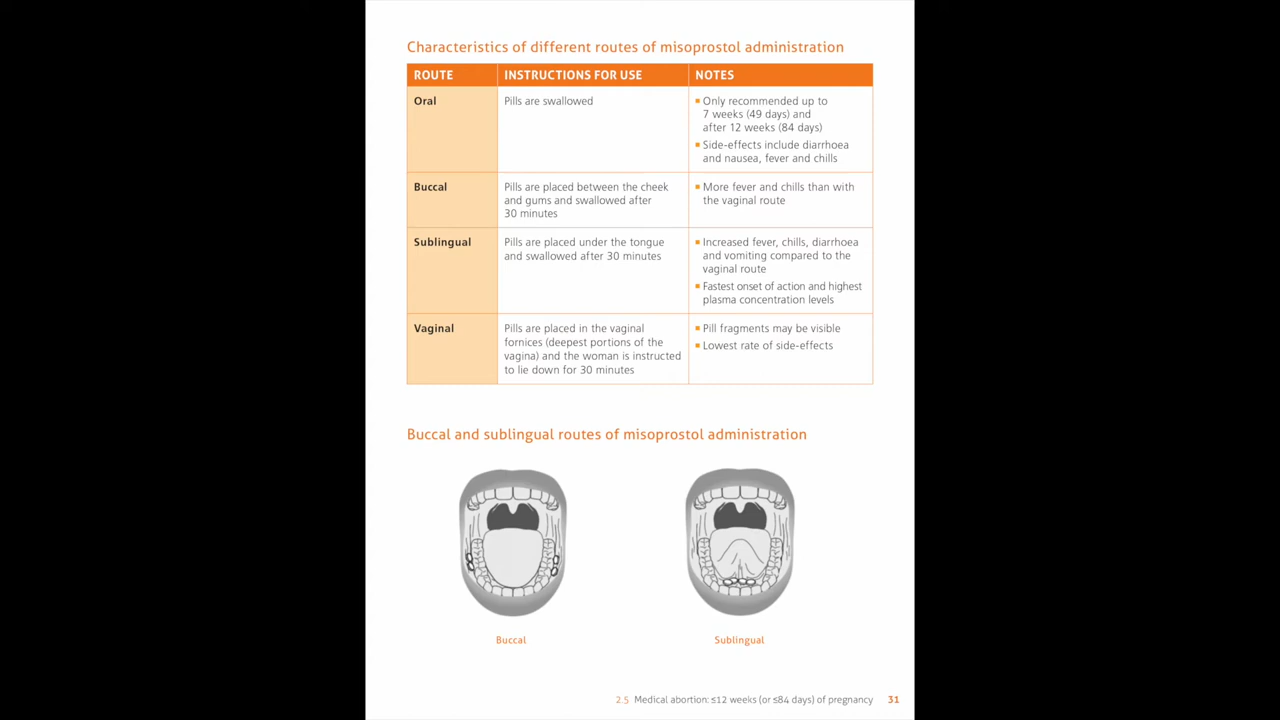 Characteristics of different routes of misoprostol administration
ROUTE INSTRUCTIONS FOR USE NOTES
Oral
Pills are swallowed
▪ Only recommended up to
7 weeks (49 days) and
after 12 weeks (84 days)
▪ Side-effects include diarrhoea
and nausea, fever and chills
Buccal
Pills are placed between the cheek
and gums and swallowed after
30 minutes
▪ More fever and chills than with
the vaginal route
Sublingual
Pills are placed under the tongue
and swallowed after 30 minutes
▪ Increased fever, chills, diarrhoea
and vomiting compared to the
vaginal route
▪ Fastest onset of action and highest
plasma concentration levels
Vaginal
Pills are placed in the vaginal
fornices (deepest portions of the
vagina) and the woman is instructed
to lie down for 30 minutes
▪ Pill fragments may be visible
▪ Lowest rate of side-effects
Buccal and sublingual routes of misoprostol administration
Buccal
Sublingual
2.5 Medical abortion: ≤12 weeks (or ≤84 days) of pregnancy 31